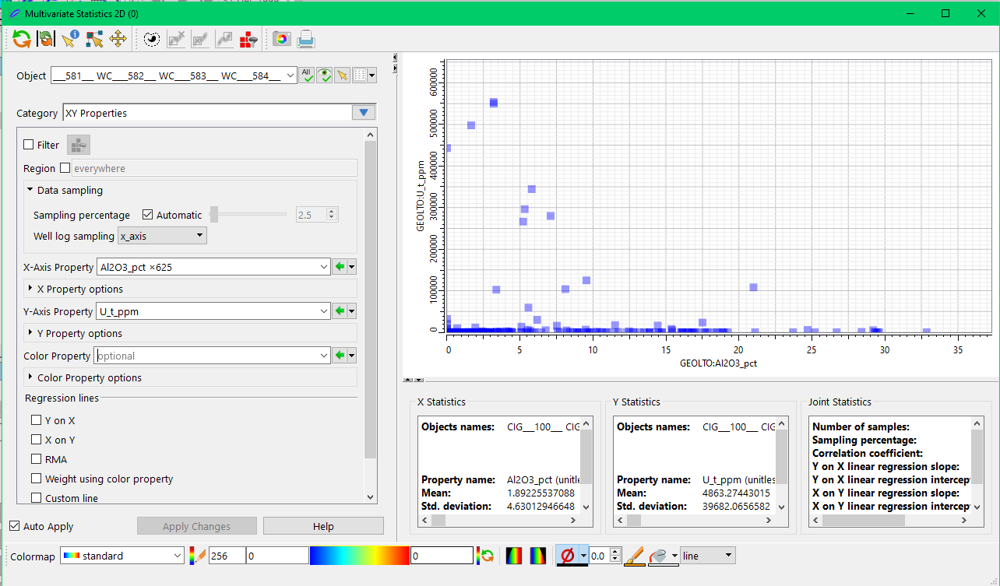 Multivariate Statistics 2D (0)
Object ___581___ WC___582___ WC___583___ WC___584___ All
Category XY Properties
Filter
Region everywhere
Data sampling
Sampling percentage Automatic 2.5
Well log sampling x_axis
X-Axis Property Al2O3_pct ×625
X Property options
Y-Axis Property U_t_ppm
Y Property options
Color Property optional
Color Property options
Regression lines
Y on X
X on Y
RMA
Weight using color property
Custom line
Auto Apply Apply Changes Help
GEOLTO:U_t_ppm
600000
500000
400000
300000
200000
100000
0
0 5 10 15 20 25 30 35
GEOLTO:Al2O3_pct
X Statistics
Objects names: CIG___100___ CIG
Property name: Al2O3_pct (unitle
Mean: 1.89225537088
Std. deviation: 4.63012946648
Y Statistics
Objects names: CIG___100___ CIG
Property name: U_t_ppm (unitles
Mean: 4863.27443015
Std. deviation: 39682.0656582
Joint Statistics
Number of samples:
Sampling percentage:
Correlation coefficient:
Y on X linear regression slope:
Y on X linear regression intercep
X on Y linear regression slope:
X on Y linear regression intercep
Colormap standard 256 0 0 0.0 line